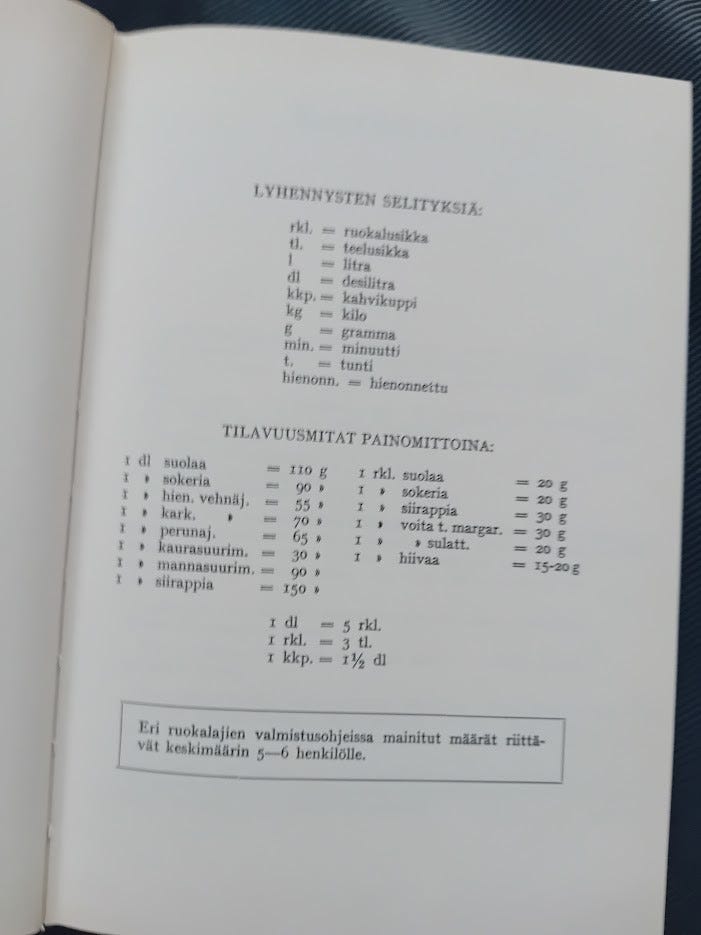 LYHENNYSTEN SELITYKSIÄ:
rkl. = ruokalusikka
tl. = teelusikka
l = litra
dl = desilitra
kkp. = kahvikuppi
kg = kilo
g = gramma
min. = minuutti
t. = tunti
hienonn. = hienonnettu
TILAVUUSMITAT PAINOMITTOINA:
1 dl suolaa = 110 g
1 » sokeria = 90 »
1 » hien. vehnäj. = 55 »
1 » kark. » = 70 »
1 » perunaj. = 65 »
1 » kaurasuurim. = 30 »
1 » mannasuurim. = 90 »
1 » siirappia = 150 »
1 rkl. suolaa = 20 g
1 » sokeria = 20 g
1 » siirappia = 30 g
1 » voita t. margar. = 30 g
1 » » sulatt. = 20 g
1 » hiivaa = 15-20 g
1 dl = 5 rkl.
1 rkl. = 3 tl.
1 kkp. = 1½ dl
Eri ruokalajien valmistusohjeissa mainitut määrät riittä-
vät keskimäärin 5—6 henkilölle.